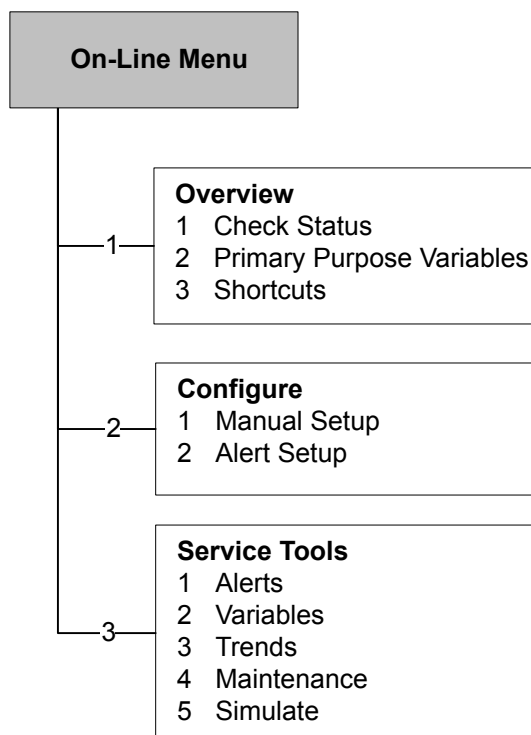 On-Line Menu
1
Overview
1 Check Status
2 Primary Purpose Variables
3 Shortcuts
2
Configure
1 Manual Setup
2 Alert Setup
3
Service Tools
1 Alerts
2 Variables
3 Trends
4 Maintenance
5 Simulate